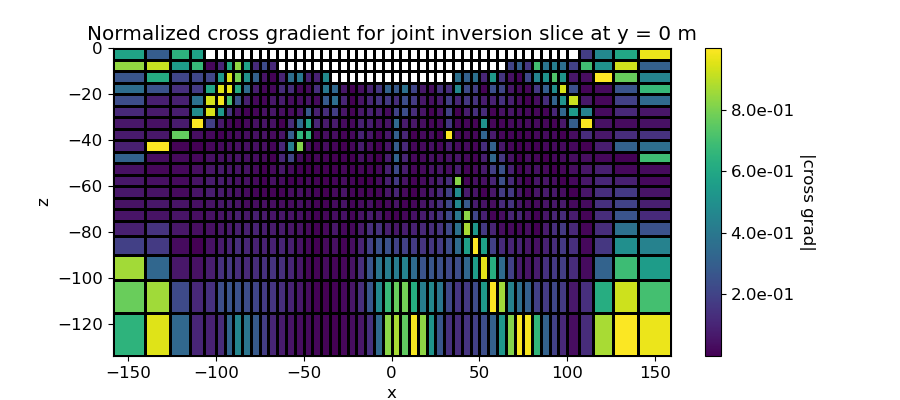 Normalized cross gradient for joint inversion slice at y = 0 m
0
−20
−40
−60
−80
−100
−120
z
−150
−100
−50
0
50
100
150
x
8.0e-01
6.0e-01
4.0e-01
2.0e-01
|cross grad|